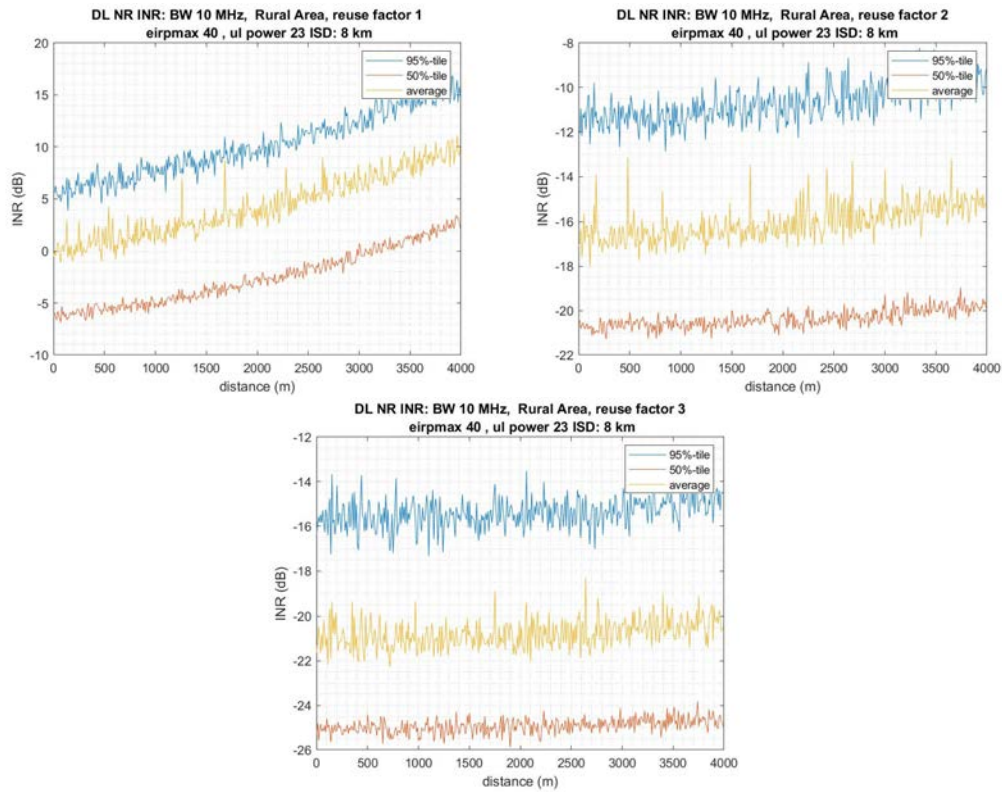 DL NR INR: BW 10 MHz,  Rural Area, reuse factor 1
eirpmax 40 , ul power 23 ISD: 8 km
20
15
10
5
0
-5
-10
INR (dB)
95%-tile
50%-tile
average
0 500 1000 1500 2000 2500 3000 3500 4000
distance (m)
DL NR INR: BW 10 MHz,  Rural Area, reuse factor 2
eirpmax 40 , ul power 23 ISD: 8 km
-8
-10
-12
-14
-16
-18
-20
-22
INR (dB)
95%-tile
50%-tile
average
0 500 1000 1500 2000 2500 3000 3500 4000
distance (m)
DL NR INR: BW 10 MHz,  Rural Area, reuse factor 3
eirpmax 40 , ul power 23 ISD: 8 km
-12
-14
-16
-18
-20
-22
-24
-26
INR (dB)
95%-tile
50%-tile
average
0 500 1000 1500 2000 2500 3000 3500 4000
distance (m)